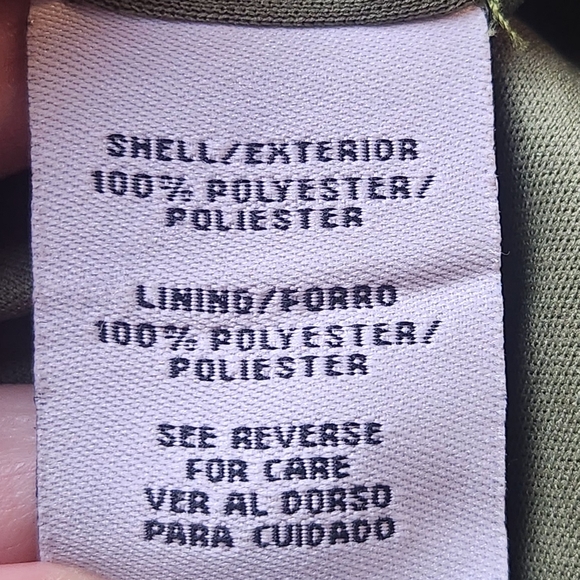 SHELL/EXTERIOR
100% POLYESTER/
POLIESTER
LINING/FORRO
100% POLYESTER/
POLIESTER
SEE REVERSE
FOR CARE
VER AL DORSO
PARA CUIDADO